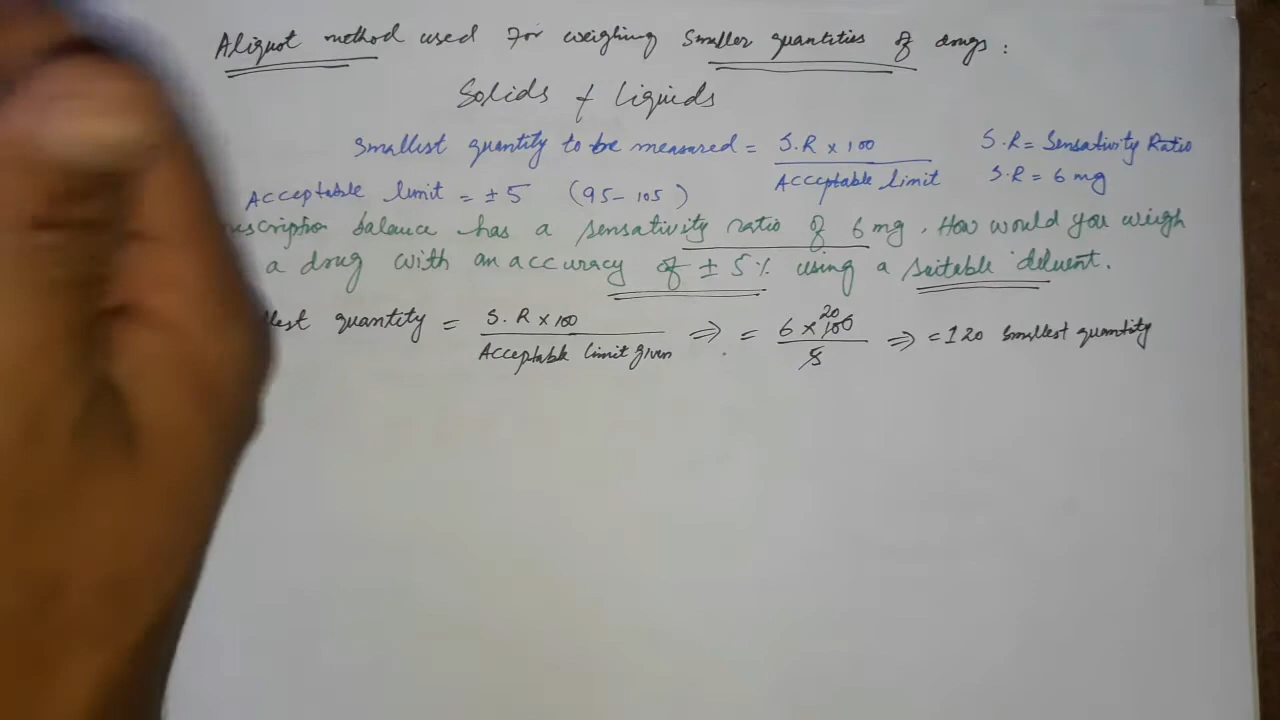 Aliquot method used For weighing Smaller quantities of drugs :
Solids + Liquids
Smallest quantity to be measured = S.R x 100 / Acceptable Limit
S.R = Sensativity Ratio
S.R = 6 mg
Acceptable limit = ± 5 (95 - 105)
balance has a sensativity ratio of 6 mg. How would you weigh
a drug with an accuracy of ± 5% using a suitable diluent.
quantity = S.R x 100 / Acceptable limit given ⇒ = 6 x 100 20 / 5 ⇒ = 120 Smallest quantity